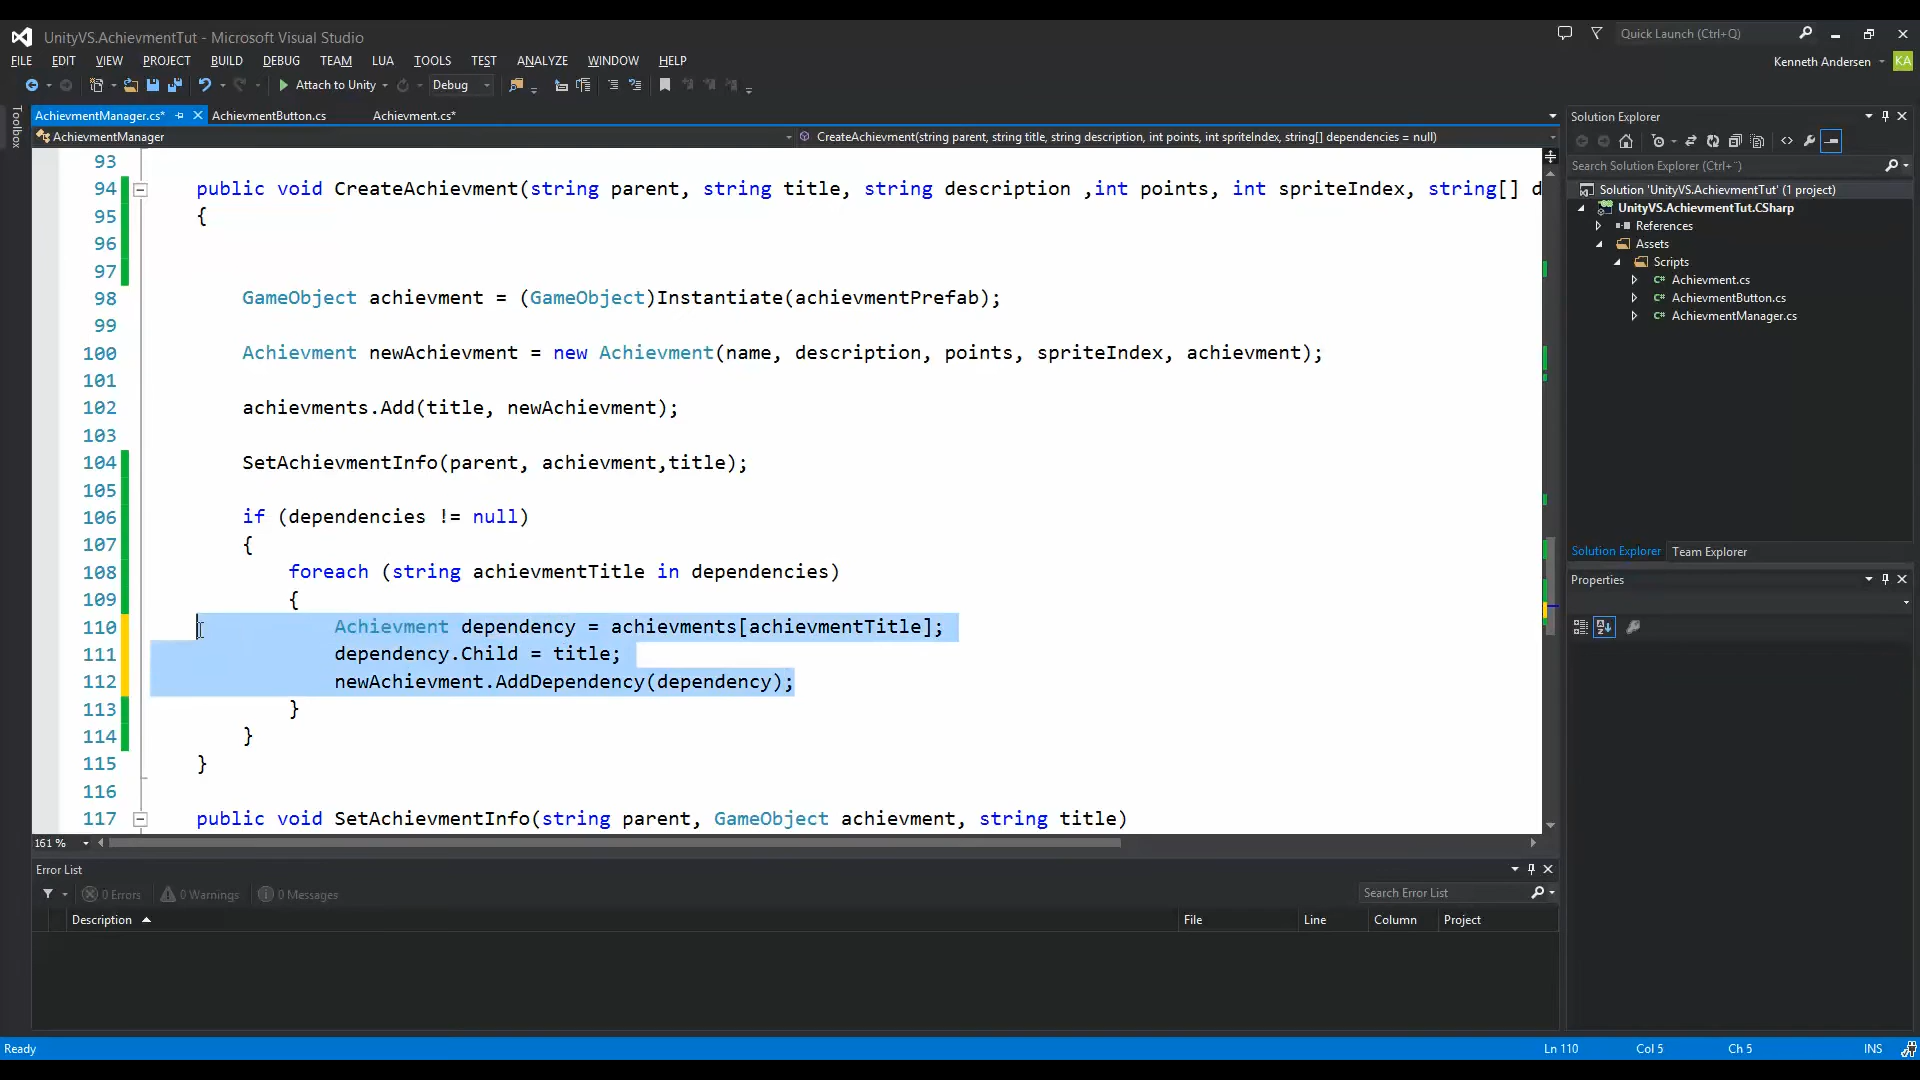 UnityVS.AchievmentTut - Microsoft Visual Studio
Quick Launch (Ctrl+Q)
FILE EDIT VIEW PROJECT BUILD DEBUG TEAM LUA TOOLS TEST ANALYZE WINDOW HELP
Kenneth Andersen
KA
Attach to Unity
Debug
Toolbox
AchievmentManager.cs*
AchievmentButton.cs
Achievment.cs*
AchievmentManager
CreateAchievment(string parent, string title, string description, int points, int spriteIndex, string[] dependencies = null)
93
94 public void CreateAchievment(string parent, string title, string description ,int points, int spriteIndex, string[] d
95 {
96
97
98 GameObject achievment = (GameObject)Instantiate(achievmentPrefab);
99
100 Achievment newAchievment = new Achievment(name, description, points, spriteIndex, achievment);
101
102 achievments.Add(title, newAchievment);
103
104 SetAchievmentInfo(parent, achievment,title);
105
106 if (dependencies != null)
107 {
108 foreach (string achievmentTitle in dependencies)
109 {
110 Achievment dependency = achievments[achievmentTitle];
111 dependency.Child = title;
112 newAchievment.AddDependency(dependency);
113 }
114 }
115 }
116
117 public void SetAchievmentInfo(string parent, GameObject achievment, string title)
161 %
Error List
0 Errors
0 Warnings
0 Messages
Search Error List
Description
File
Line
Column
Project
Solution Explorer
Search Solution Explorer (Ctrl+¨)
Solution 'UnityVS.AchievmentTut' (1 project)
UnityVS.AchievmentTut.CSharp
References
Assets
Scripts
C# Achievment.cs
C# AchievmentButton.cs
C# AchievmentManager.cs
Solution Explorer
Team Explorer
Properties
Ready
Ln 110
Col 5
Ch 5
INS